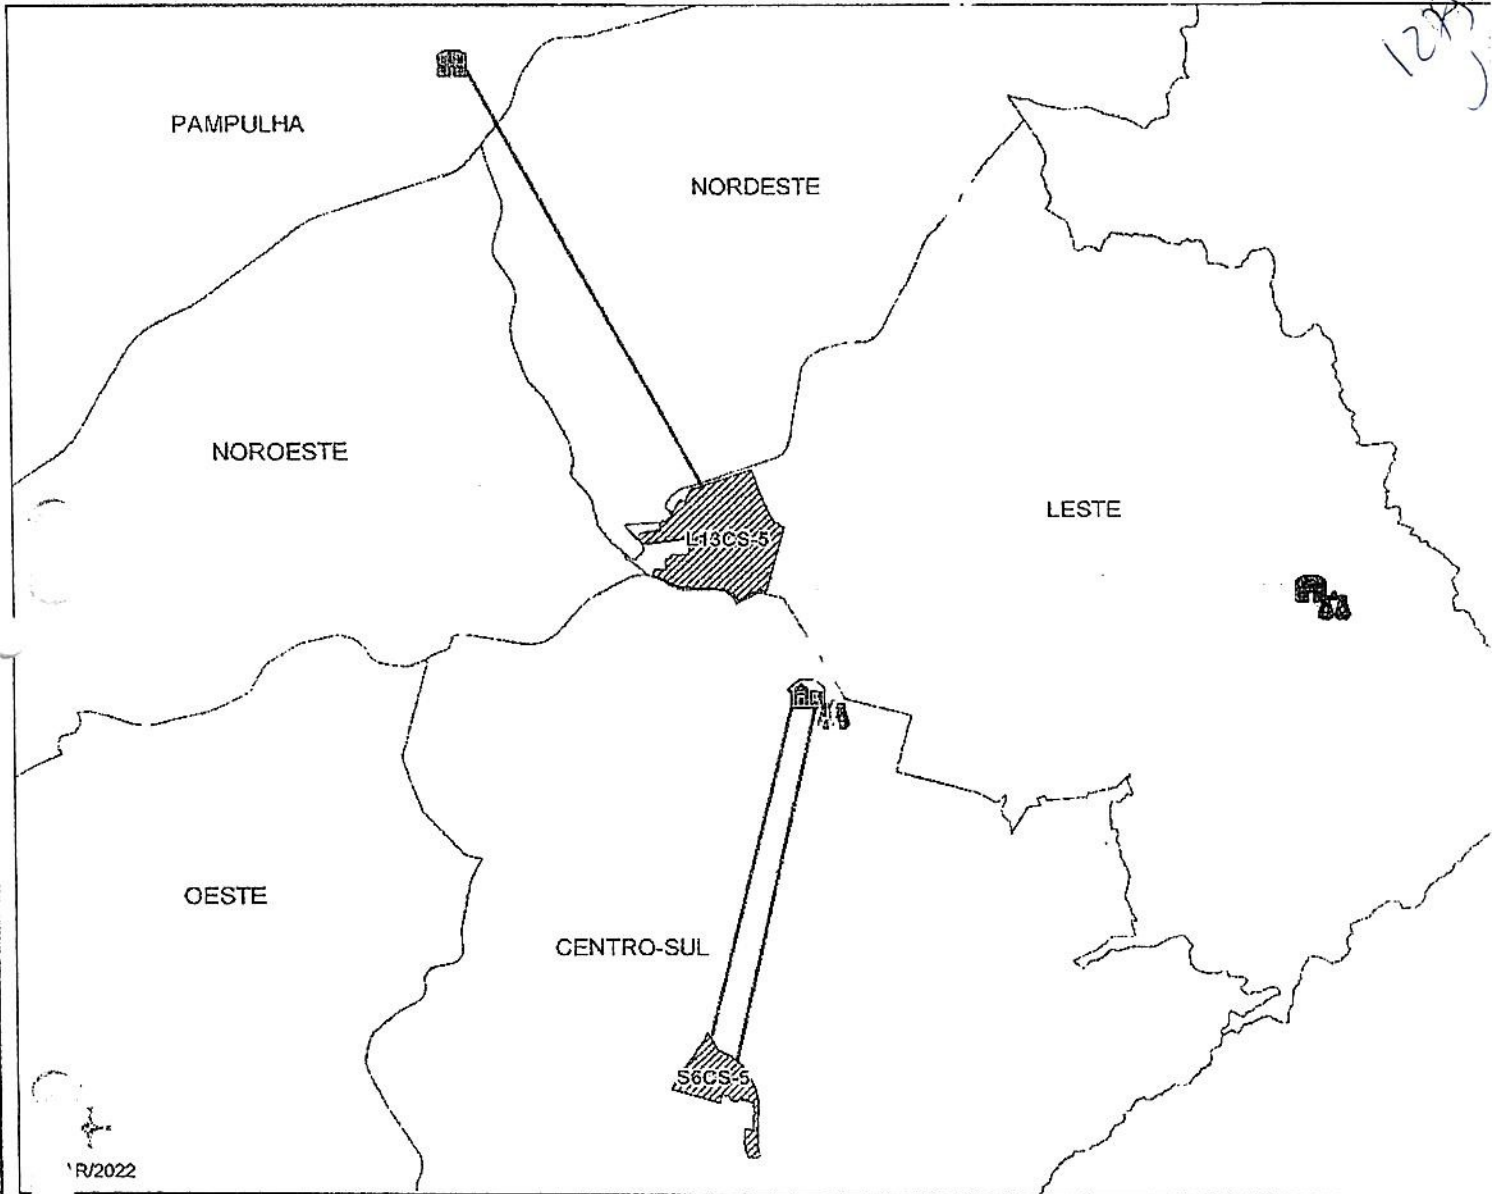 PAMPULHA
NORDESTE
NOROESTE
LESTE
L13CS-5
OESTE
CENTRO-SUL
S6CS-5
R/2022